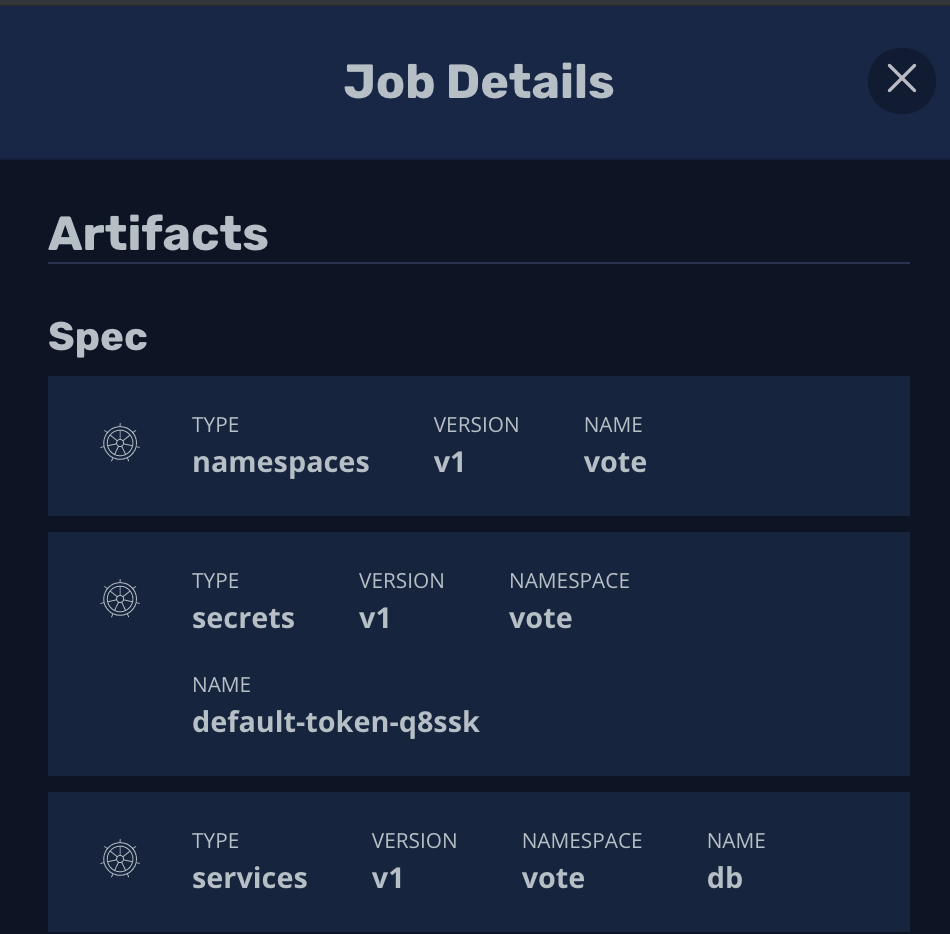 Job Details
Artifacts
Spec
TYPE VERSION NAME
namespaces v1 vote
TYPE VERSION NAMESPACE
secrets v1 vote
NAME
default-token-q8ssk
TYPE VERSION NAMESPACE NAME
services v1 vote db